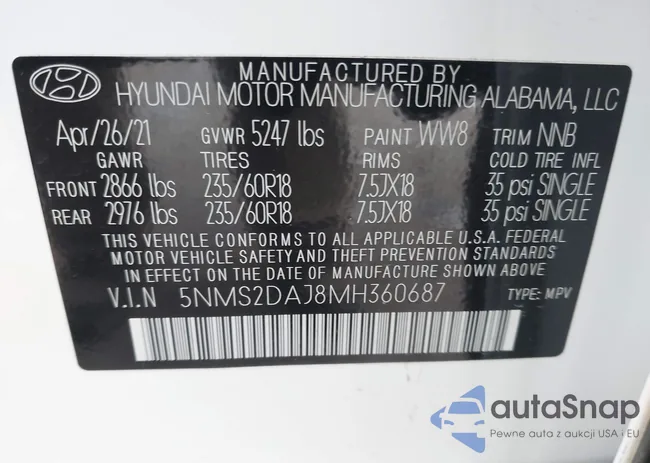 MANUFACTURED BY
HYUNDAI MOTOR MANUFACTURING ALABAMA, LLC
Apr/26/21 GVWR 5247 lbs PAINT WW8 TRIM NNB
GAWR TIRES RIMS COLD TIRE INFL
FRONT 2866 lbs 235/60R18 7.5JX18 35 psi SINGLE
REAR 2976 lbs 235/60R18 7.5JX18 35 psi SINGLE
THIS VEHICLE CONFORMS TO ALL APPLICABLE U.S.A. FEDERAL
MOTOR VEHICLE SAFETY AND THEFT PREVENTION STANDARDS
IN EFFECT ON THE DATE OF MANUFACTURE SHOWN ABOVE.
V.I.N 5NMS2DAJ8MH360687 TYPE: MPV
autaSnap
Pewne auta z aukcji USA i EU